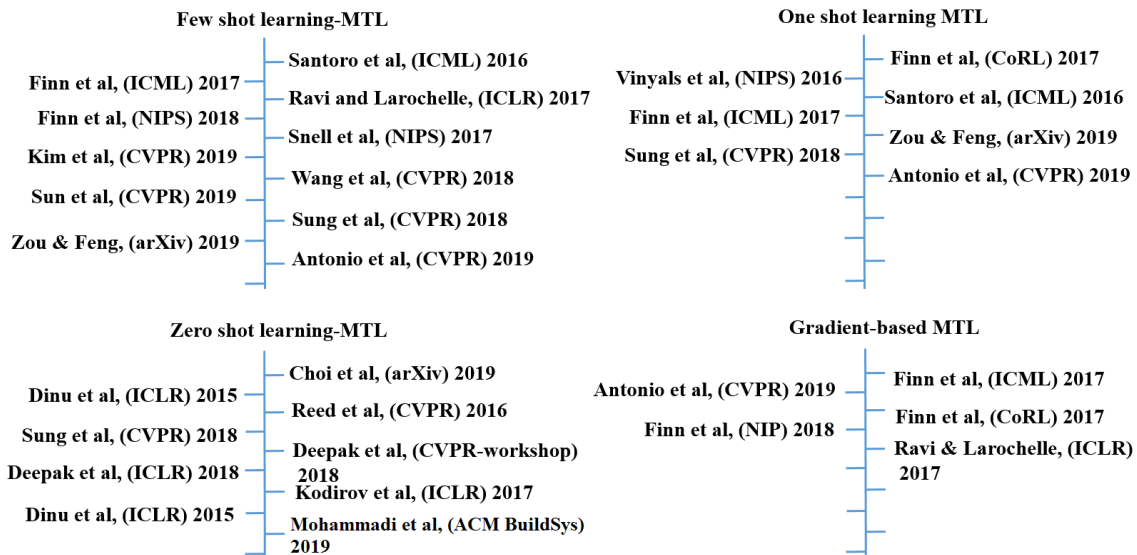 Few shot learning-MTL
Santoro et al, (ICML) 2016
Finn et al, (ICML) 2017
Ravi and Larochelle, (ICLR) 2017
Finn et al, (NIPS) 2018
Snell et al, (NIPS) 2017
Kim et al, (CVPR) 2019
Wang et al, (CVPR) 2018
Sun et al, (CVPR) 2019
Sung et al, (CVPR) 2018
Zou & Feng, (arXiv) 2019
Antonio et al, (CVPR) 2019
One shot learning MTL
Finn et al, (CoRL) 2017
Vinyals et al, (NIPS) 2016
Santoro et al, (ICML) 2016
Finn et al, (ICML) 2017
Zou & Feng, (arXiv) 2019
Sung et al, (CVPR) 2018
Antonio et al, (CVPR) 2019
Zero shot learning-MTL
Choi et al, (arXiv) 2019
Dinu et al, (ICLR) 2015
Reed et al, (CVPR) 2016
Sung et al, (CVPR) 2018
Deepak et al, (CVPR-workshop)
2018
Deepak et al, (ICLR) 2018
Kodirov et al, (ICLR) 2017
Dinu et al, (ICLR) 2015
Mohammadi et al, (ACM BuildSys)
2019
Gradient-based MTL
Finn et al, (ICML) 2017
Antonio et al, (CVPR) 2019
Finn et al, (CoRL) 2017
Finn et al, (NIP) 2018
Ravi & Larochelle, (ICLR)
2017